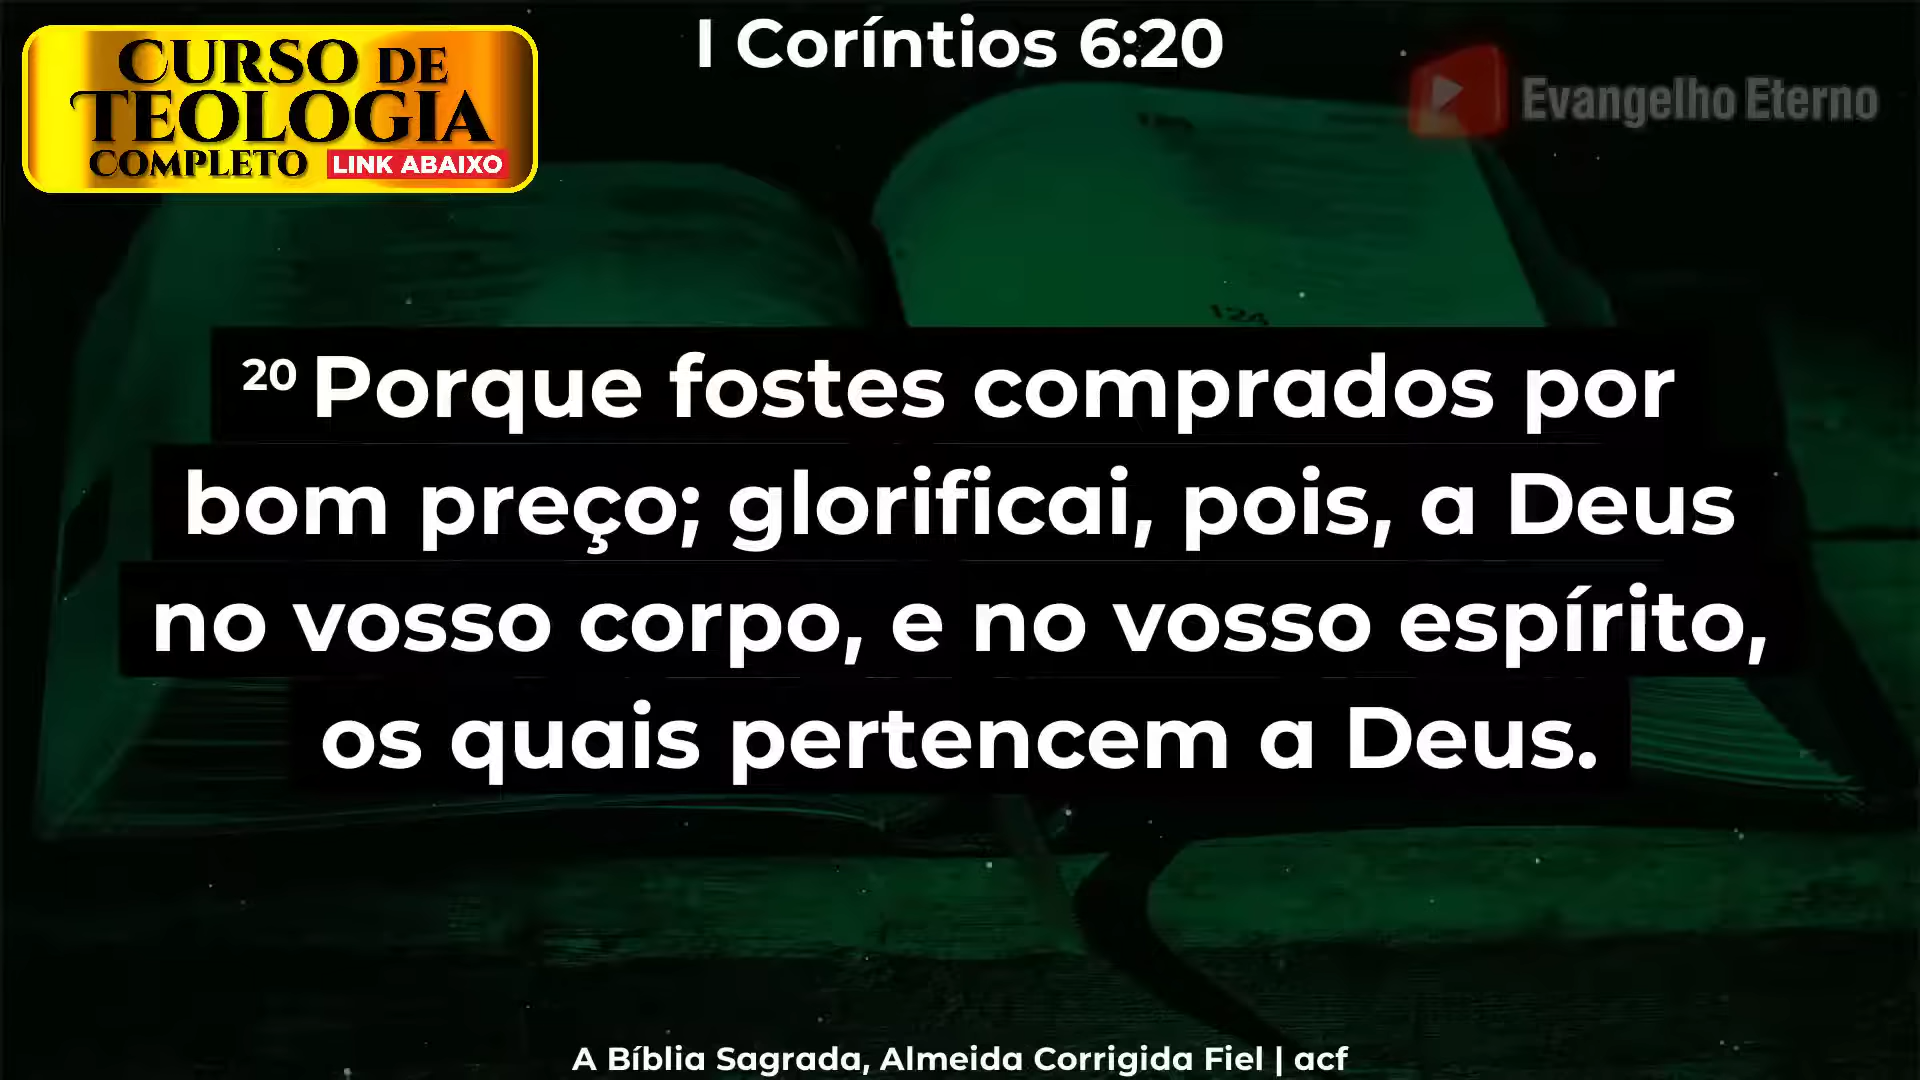 I Coríntios 6:20
CURSO DE
TEOLOGIA
COMPLETO LINK ABAIXO
Evangelho Eterno
124
20 Porque fostes comprados por
bom preço; glorificai, pois, a Deus
no vosso corpo, e no vosso espírito,
os quais pertencem a Deus.
A Bíblia Sagrada, Almeida Corrigida Fiel | acf